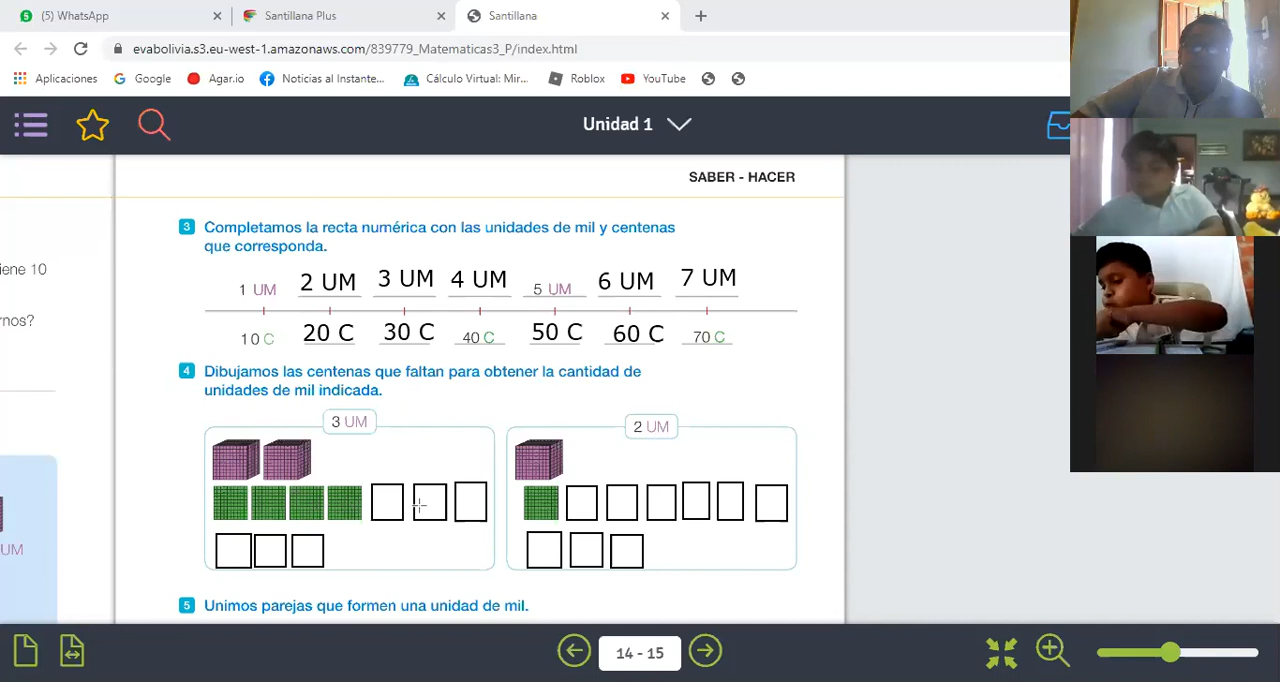 (5) WhatsApp
Santillana Plus
Santillana
evabolivia.s3.eu-west-1.amazonaws.com/839779_Matematicas3_P/index.html
Aplicaciones Google Agar.io Noticias al Instante... Cálculo Virtual: Mir... Roblox YouTube
Unidad 1
SABER - HACER
iene 10
rnos?
UM
3 Completamos la recta numérica con las unidades de mil y centenas
que corresponda.
1 UM 2 UM 3 UM 4 UM 5 UM 6 UM 7 UM
10 C 20 C 30 C 40 C 50 C 60 C 70 C
4 Dibujamos las centenas que faltan para obtener la cantidad de
unidades de mil indicada.
3 UM 2 UM
5 Unimos parejas que formen una unidad de mil.
14 - 15